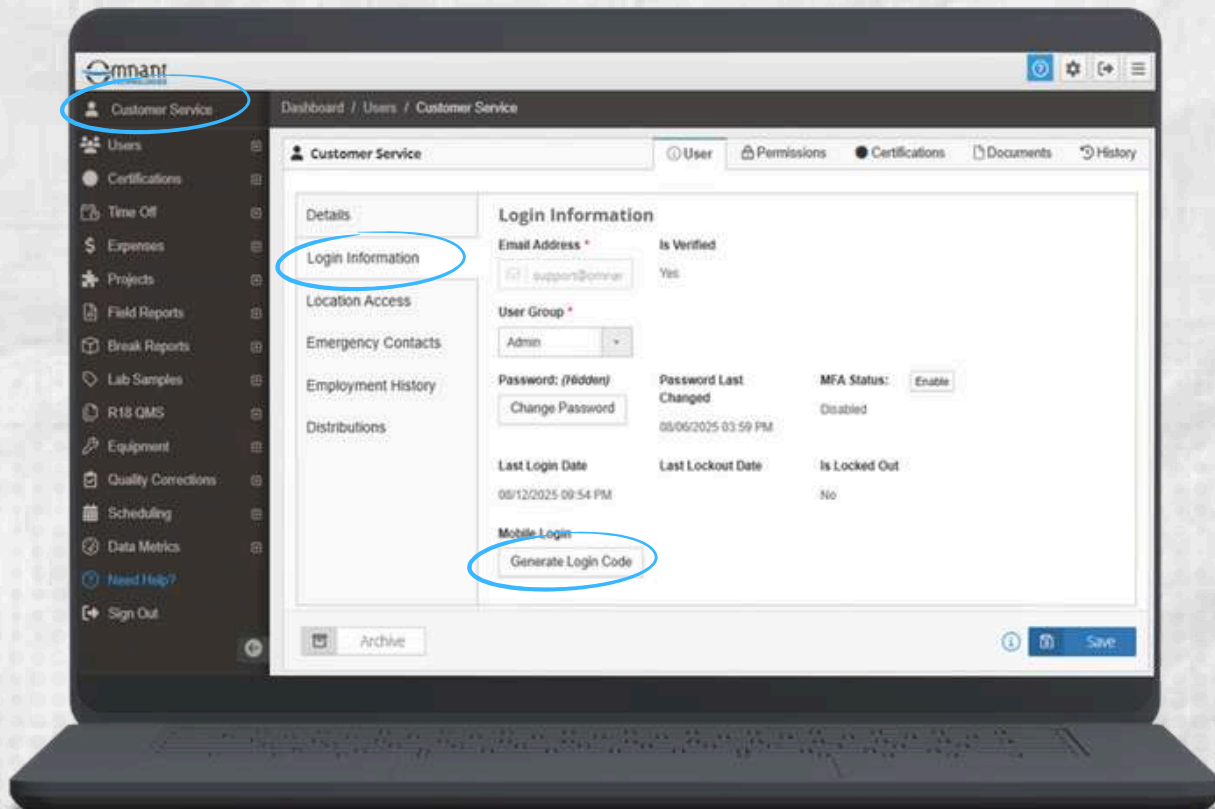 Omnant
Customer Service
Users
Certifications
Time Off
Expenses
Projects
Field Reports
Break Reports
Lab Samples
R18 QMS
Equipment
Quality Corrections
Scheduling
Data Metrics
Need Help?
Sign Out
Dashboard / Users / Customer Service
Customer Service
User
Permissions
Certifications
Documents
History
Details
Login Information
Location Access
Emergency Contacts
Employment History
Distributions
Login Information
Email Address *
Is Verified
support@omnar
Yes
User Group *
Admin
Password: (Hidden)
Password Last
Changed
MFA Status:
Enable
Change Password
08/06/2025 03:59 PM
Disabled
Last Login Date
Last Lockout Date
Is Locked Out
08/12/2025 09:54 PM
No
Mobile Login
Generate Login Code
Archive
Save